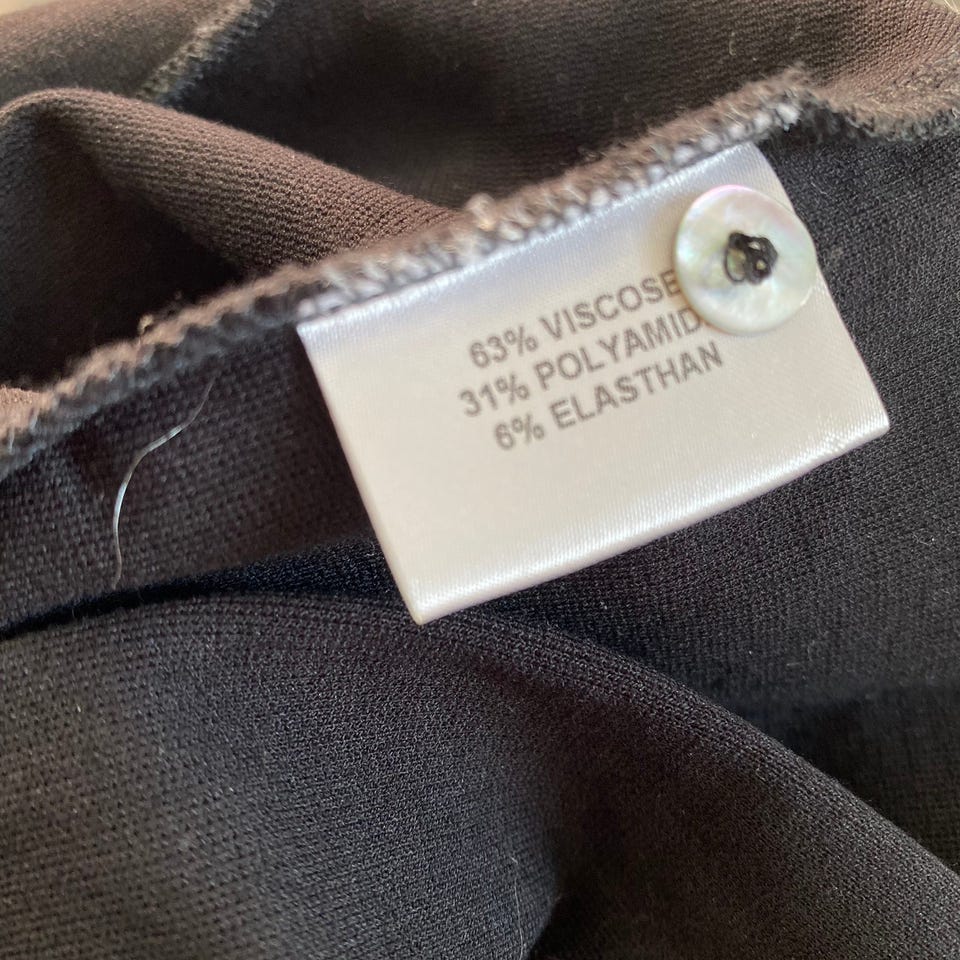 63% VISCOSE
31% POLYAMID
6% ELASTHAN